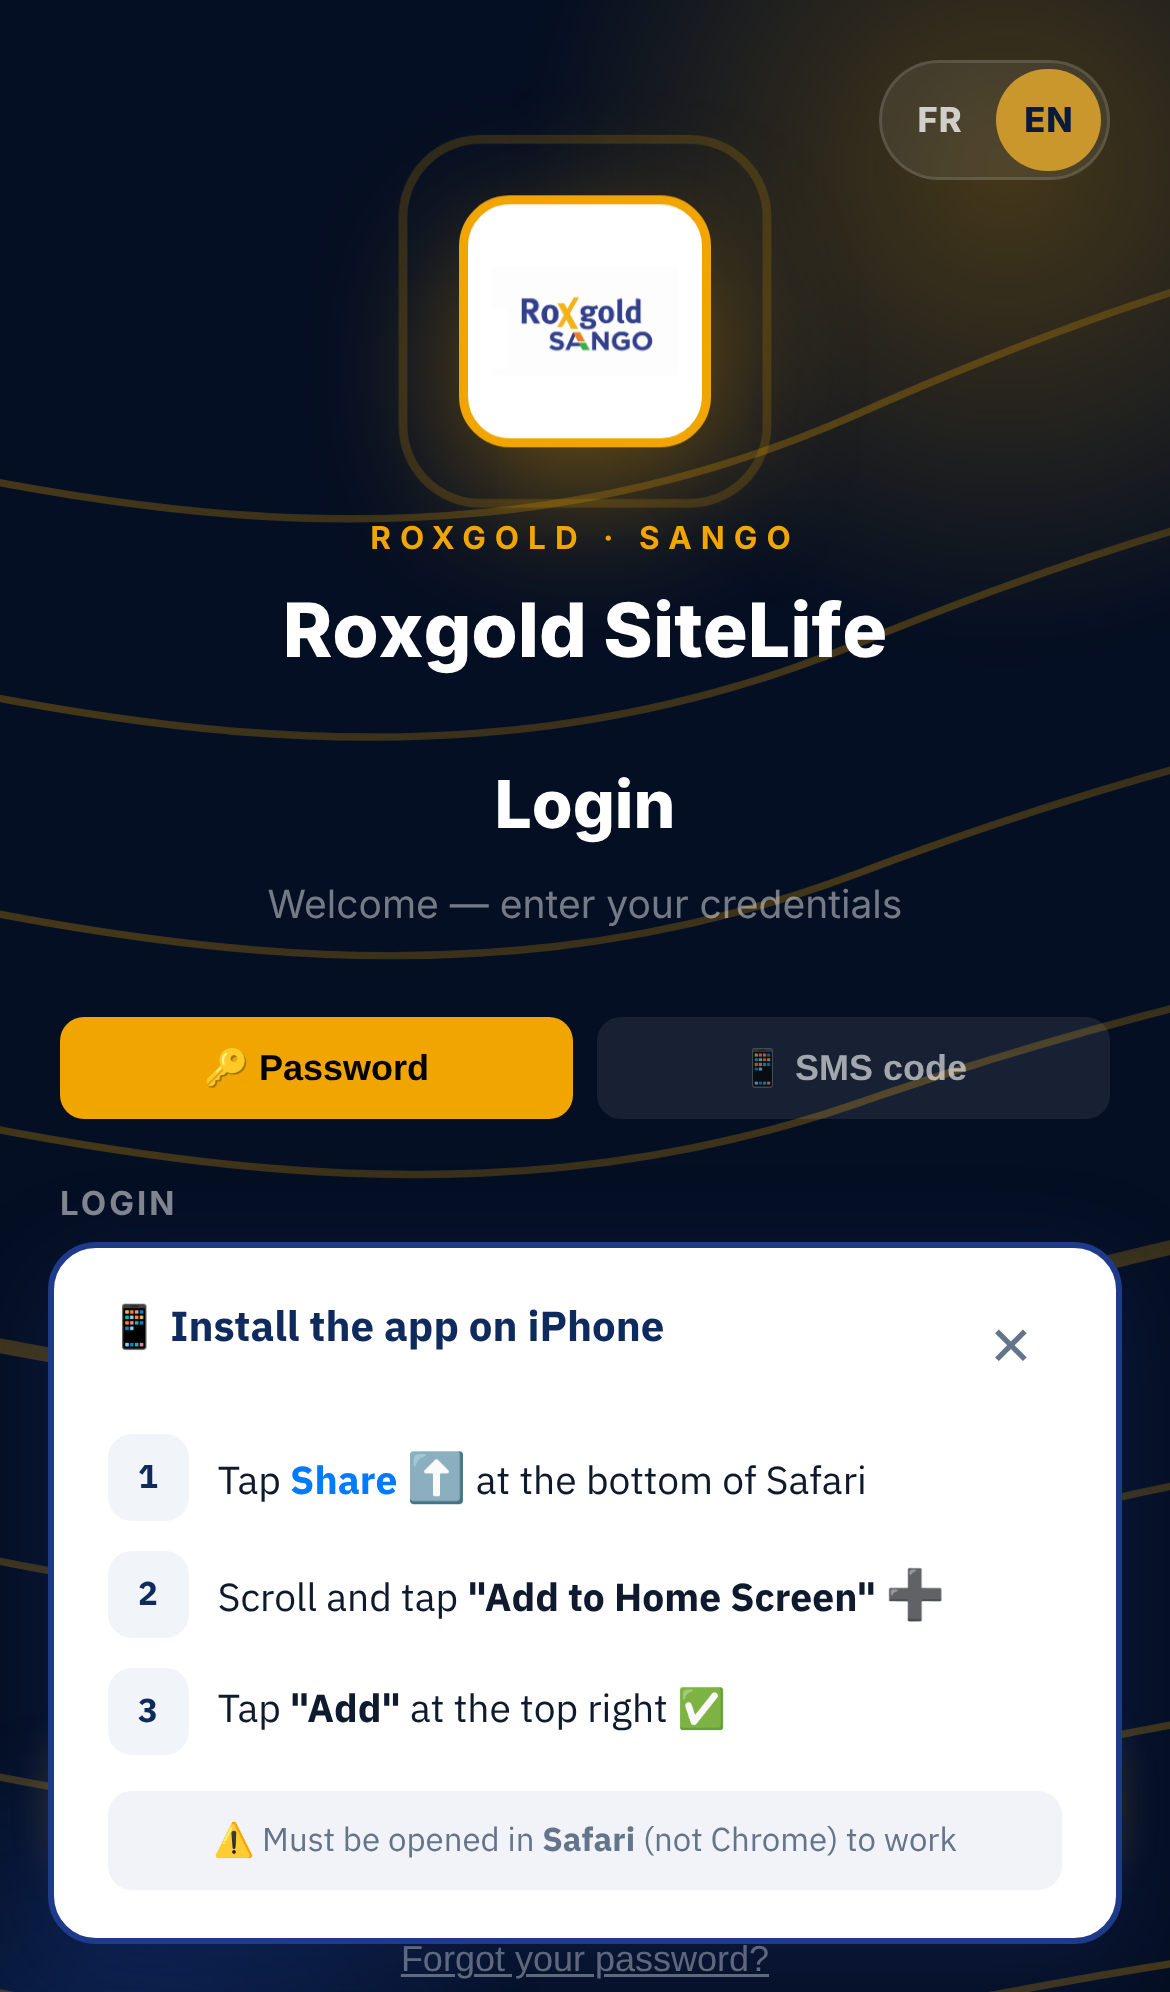 FR EN
Roxgold
SANGO
ROXGOLD · SANGO
Roxgold SiteLife
Login
Welcome — enter your credentials
🔑 Password
📱 SMS code
LOGIN
📱 Install the app on iPhone
✕
1 Tap Share ⬆️ at the bottom of Safari
2 Scroll and tap "Add to Home Screen" ➕
3 Tap "Add" at the top right ✅
⚠️ Must be opened in Safari (not Chrome) to work
Forgot your password?